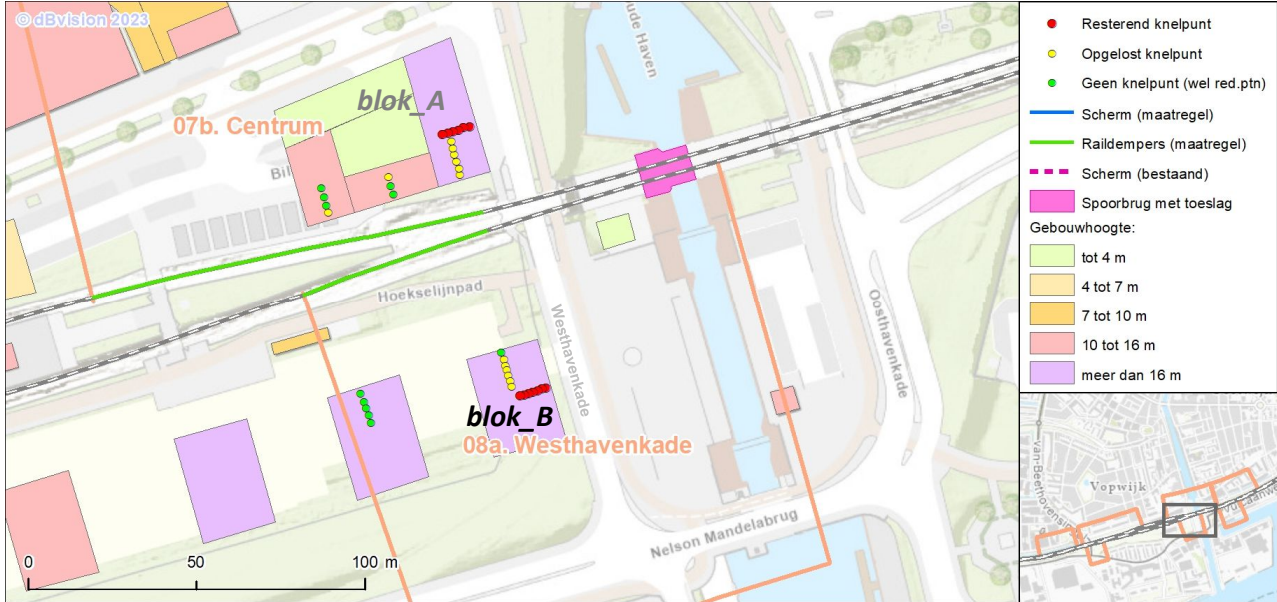 © dBvision 2023
Oude Haven
blok_A
07b. Centrum
Bil
Hoekselijnpad
Westhavenkade
Oosthavenkade
blok_B
08a. Westhavenkade
Nelson Mandelabrug
0 50 100 m
Resterend knelpunt
Opgelost knelpunt
Geen knelpunt (wel red.ptn)
Scherm (maatregel)
Raildempers (maatregel)
Scherm (bestaand)
Spoorbrug met toeslag
Gebouwhoogte:
tot 4 m
4 tot 7 m
7 tot 10 m
10 tot 16 m
meer dan 16 m
Vopwijk